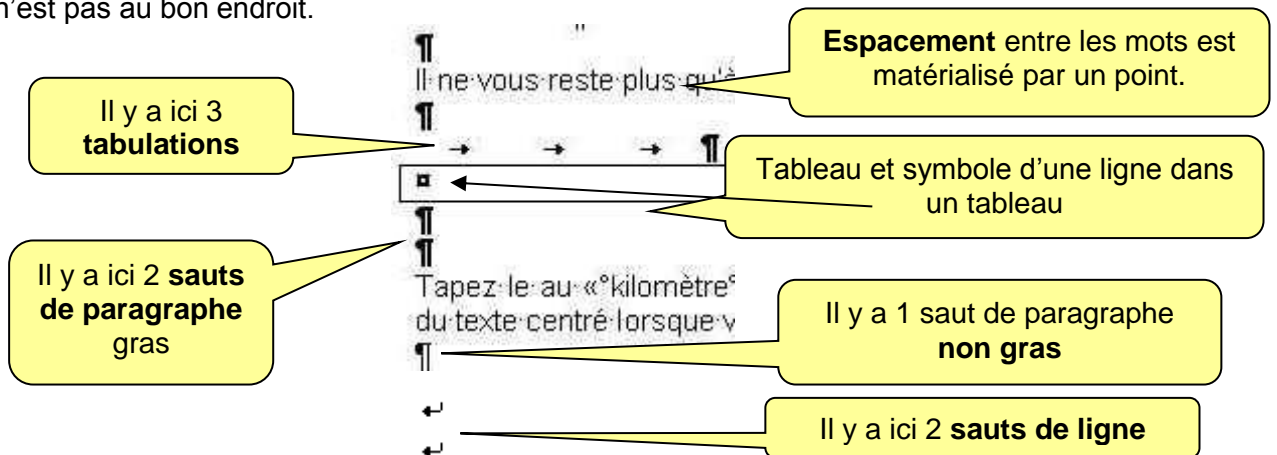 n'est pas au bon endroit.
¶
Il·ne·vous·reste·plus·qu'
¶
→ → → ¶
¤
¶
¶
Tapez·le·au·«°kilomètre°
du·texte·centré·lorsque·v
¶
↵
↵
Espacement entre les mots est
matérialisé par un point.
Il y a ici 3
tabulations
Tableau et symbole d'une ligne dans
un tableau
Il y a ici 2 sauts
de paragraphe
gras
Il y a 1 saut de paragraphe
non gras
Il y a ici 2 sauts de ligne